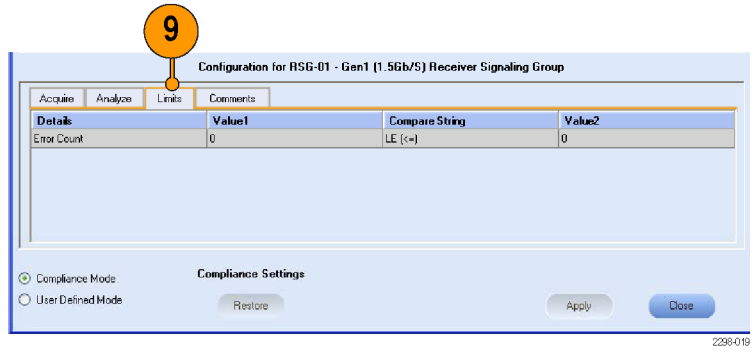 9
Configuration for RSG-01 - Gen1 (1.5Gb/S) Receiver Signaling Group
Acquire Analyze Limits Comments
Details Value1 Compare String Value2
Error Count 0 LE (<=) 0
Compliance Mode Compliance Settings
User Defined Mode Restore Apply Close
2298-019